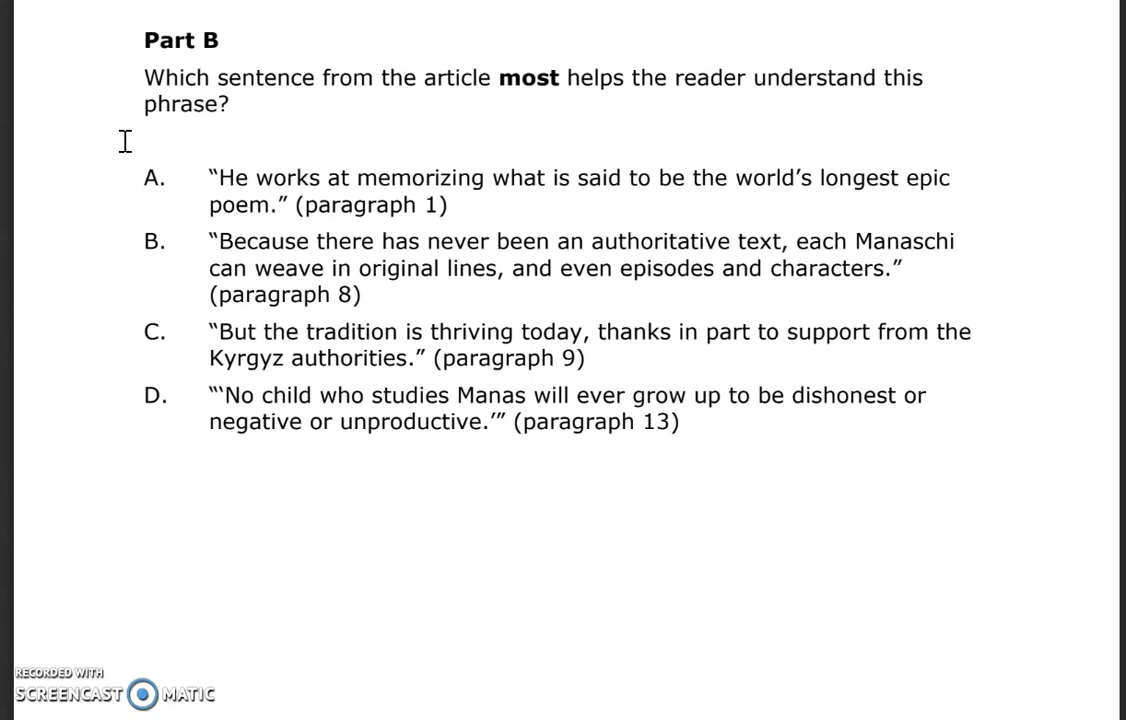 Part B
Which sentence from the article most helps the reader understand this
phrase?
A. “He works at memorizing what is said to be the world’s longest epic
poem.” (paragraph 1)
B. “Because there has never been an authoritative text, each Manaschi
can weave in original lines, and even episodes and characters.”
(paragraph 8)
C. “But the tradition is thriving today, thanks in part to support from the
Kyrgyz authorities.” (paragraph 9)
D. “‘No child who studies Manas will ever grow up to be dishonest or
negative or unproductive.’” (paragraph 13)
RECORDED WITH
SCREENCAST MATIC